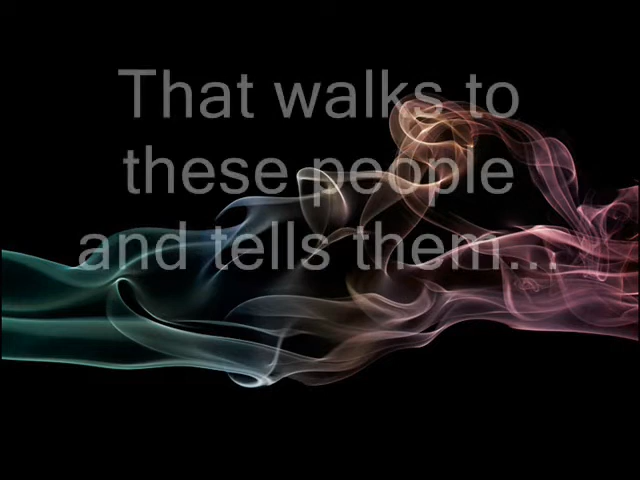 That walks to
these people
and tells them...